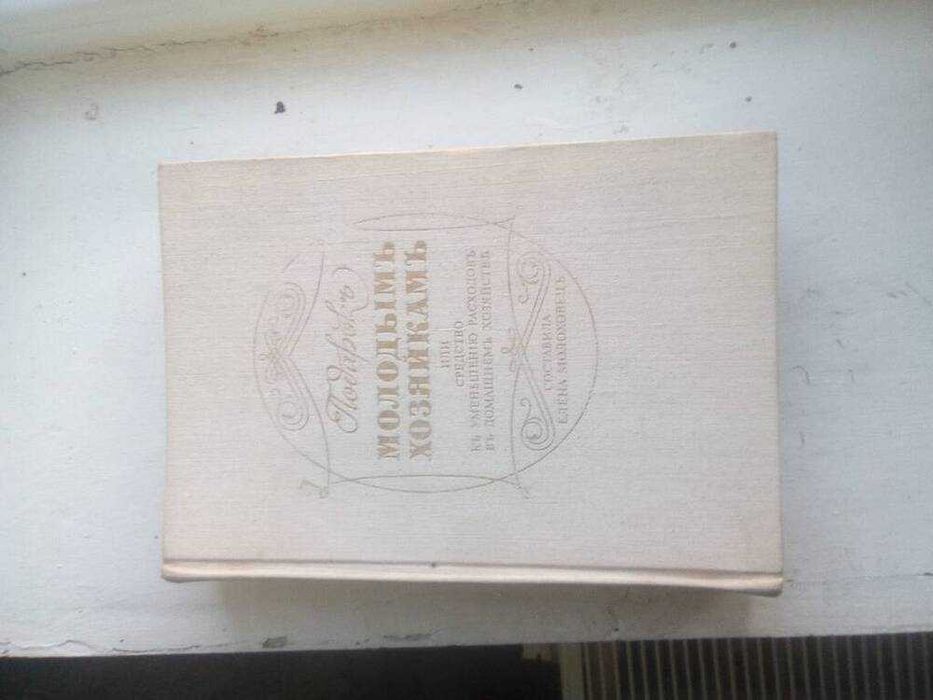 Подарокъ
МОЛОДЫМЪ
ХОЗЯЙКАМЪ
ИЛИ
СРЕДСТВО
КЪ УМЕНЬШЕНІЮ РАСХОДОВЪ
ВЪ ДОМАШНЕМЪ ХОЗЯЙСТВѢ
СОСТАВИЛА
ЕЛЕНА МОЛОХОВЕЦЪ